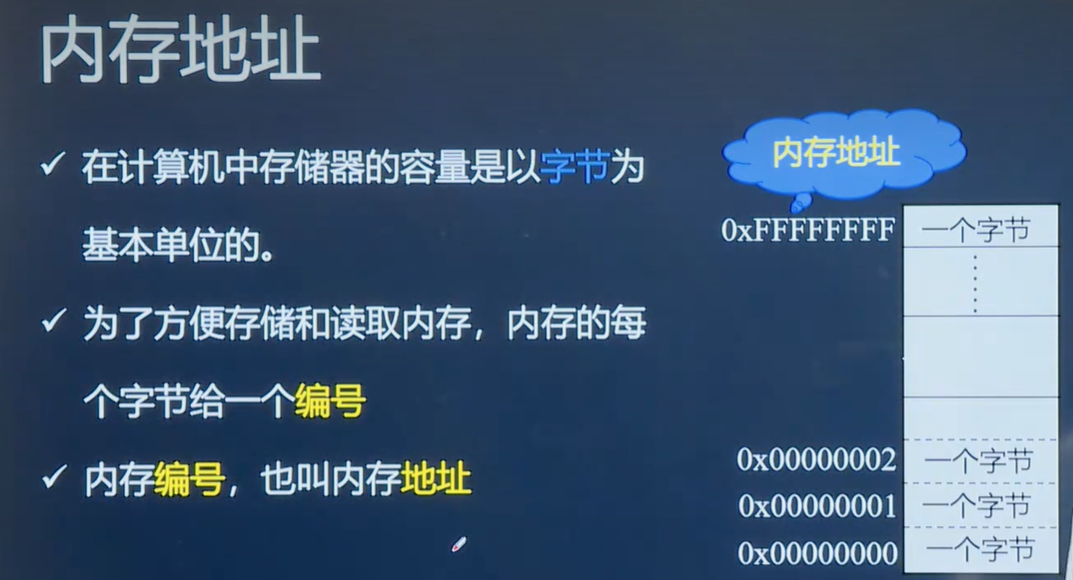 内存地址
在计算机中存储器的容量是以字节为
基本单位的。
为了方便存储和读取内存，内存的每
个字节给一个编号
内存编号，也叫内存地址
内存地址
0xFFFFFFFF 一个字节
0x00000002 一个字节
0x00000001 一个字节
0x00000000 一个字节